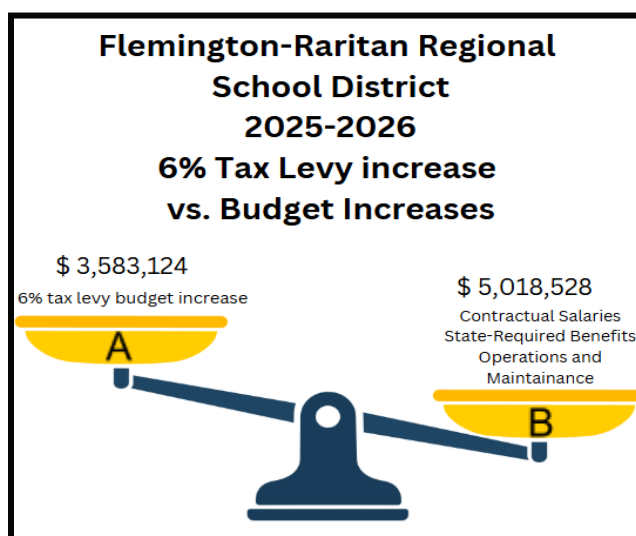 Flemington-Raritan Regional
School District
2025-2026
6% Tax Levy increase
vs. Budget Increases
$ 3,583,124
6% tax levy budget increase
A
$ 5,018,528
Contractual Salaries
State-Required Benefits
Operations and
Maintainance
B